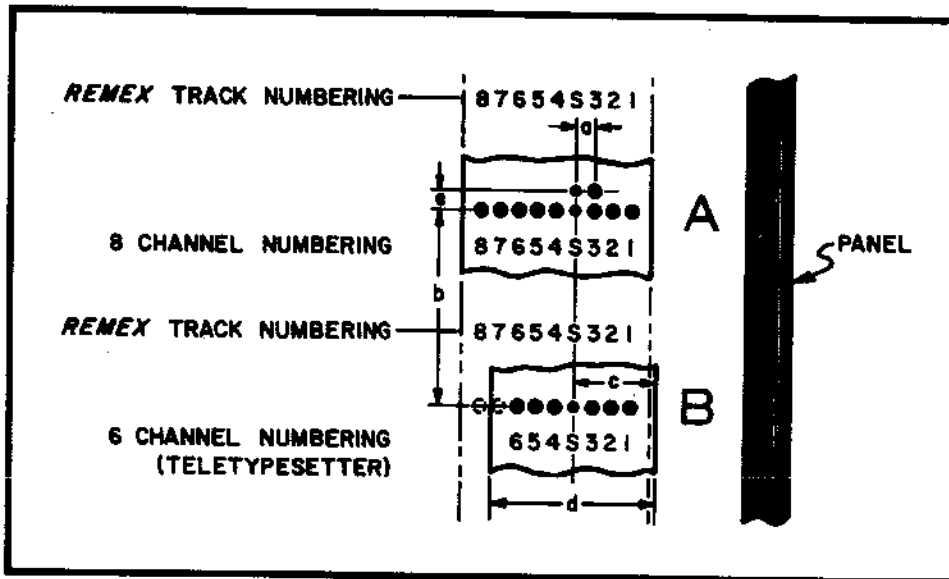 REMEX TRACK NUMBERING
87654S321
a
e
8 CHANNEL NUMBERING
87654S321
A
PANEL
b
REMEX TRACK NUMBERING
87654S321
c
B
6 CHANNEL NUMBERING
(TELETYPESETTER)
654S321
d